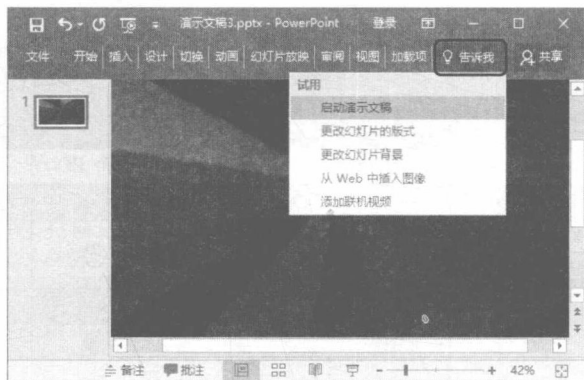 演示文稿3.pptx - PowerPoint 登录
文件 开始 插入 设计 切换 动画 幻灯片放映 审阅 视图 加载项 告诉我 共享
试用
1
启动演示文稿
更改幻灯片的版式
更改幻灯片背景
从 Web 中插入图像
添加联机视频
备注 批注 42%